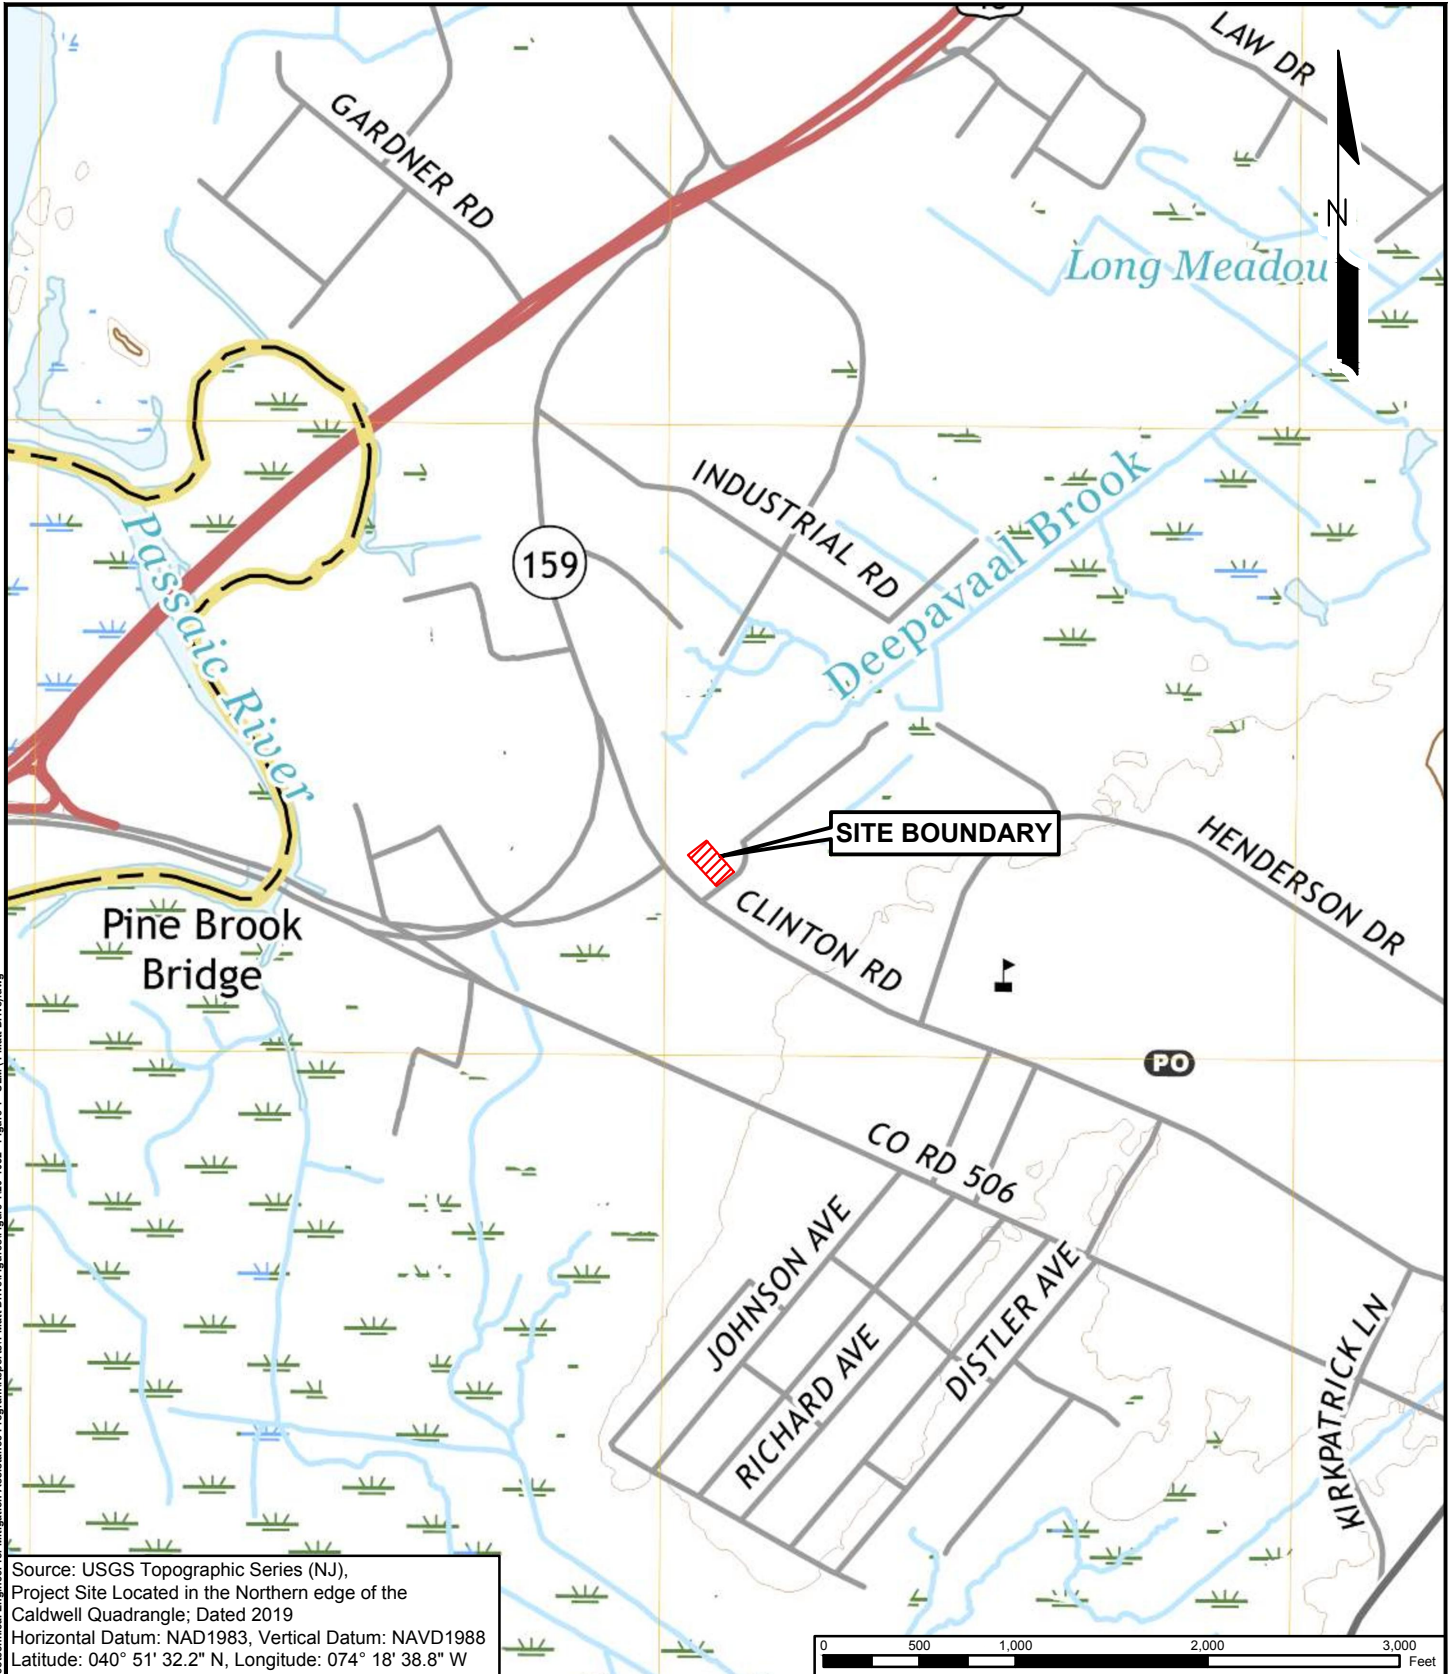 LAW DR
GARDNER RD
N
Long Meadow
INDUSTRIAL RD
Deepavaal Brook
159
Passaic River
SITE BOUNDARY
HENDERSON DR
CLINTON RD
Pine Brook
Bridge
PO
CO RD 506
JOHNSON AVE
RICHARD AVE
DISTLER AVE
KIRKPATRICK LN
Source: USGS Topographic Series (NJ),
Project Site Located in the Northern edge of the
Caldwell Quadrangle; Dated 2019
Horizontal Datum: NAD1983, Vertical Datum: NAVD1988
Latitude: 040° 51' 32.2" N, Longitude: 074° 18' 38.8" W
0 500 1,000 2,000 3,000
Feet